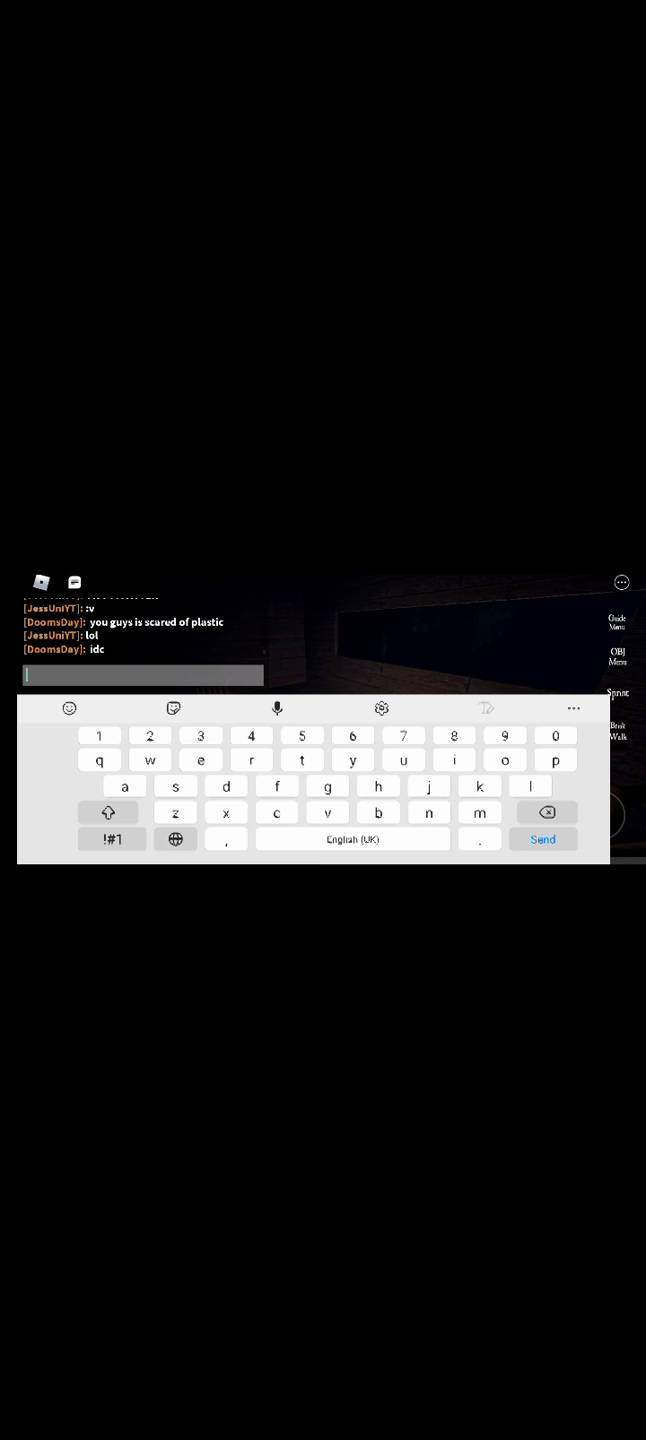 [JessUniYT]: :v
[DoomsDay]: you guys is scared of plastic
[JessUniYT]: lol
[DoomsDay]: idc
Guide
Menu
OBJ
Menu
Sprint
Walk
1 2 3 4 5 6 7 8 9 0
q w e r t y u i o p
a s d f g h j k l
z x c v b n m
!#1 , English (UK) . Send